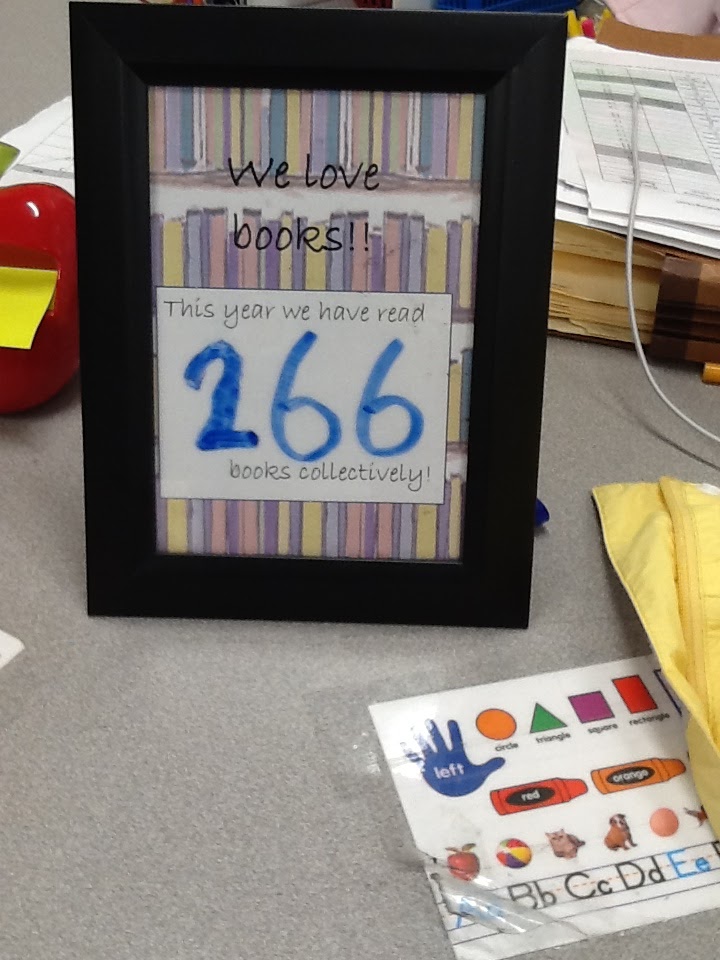 We love
books!!
This year we have read
266
books collectively!
left
circle triangle square rectangle
red orange
Aa Bb Cc Dd Ee